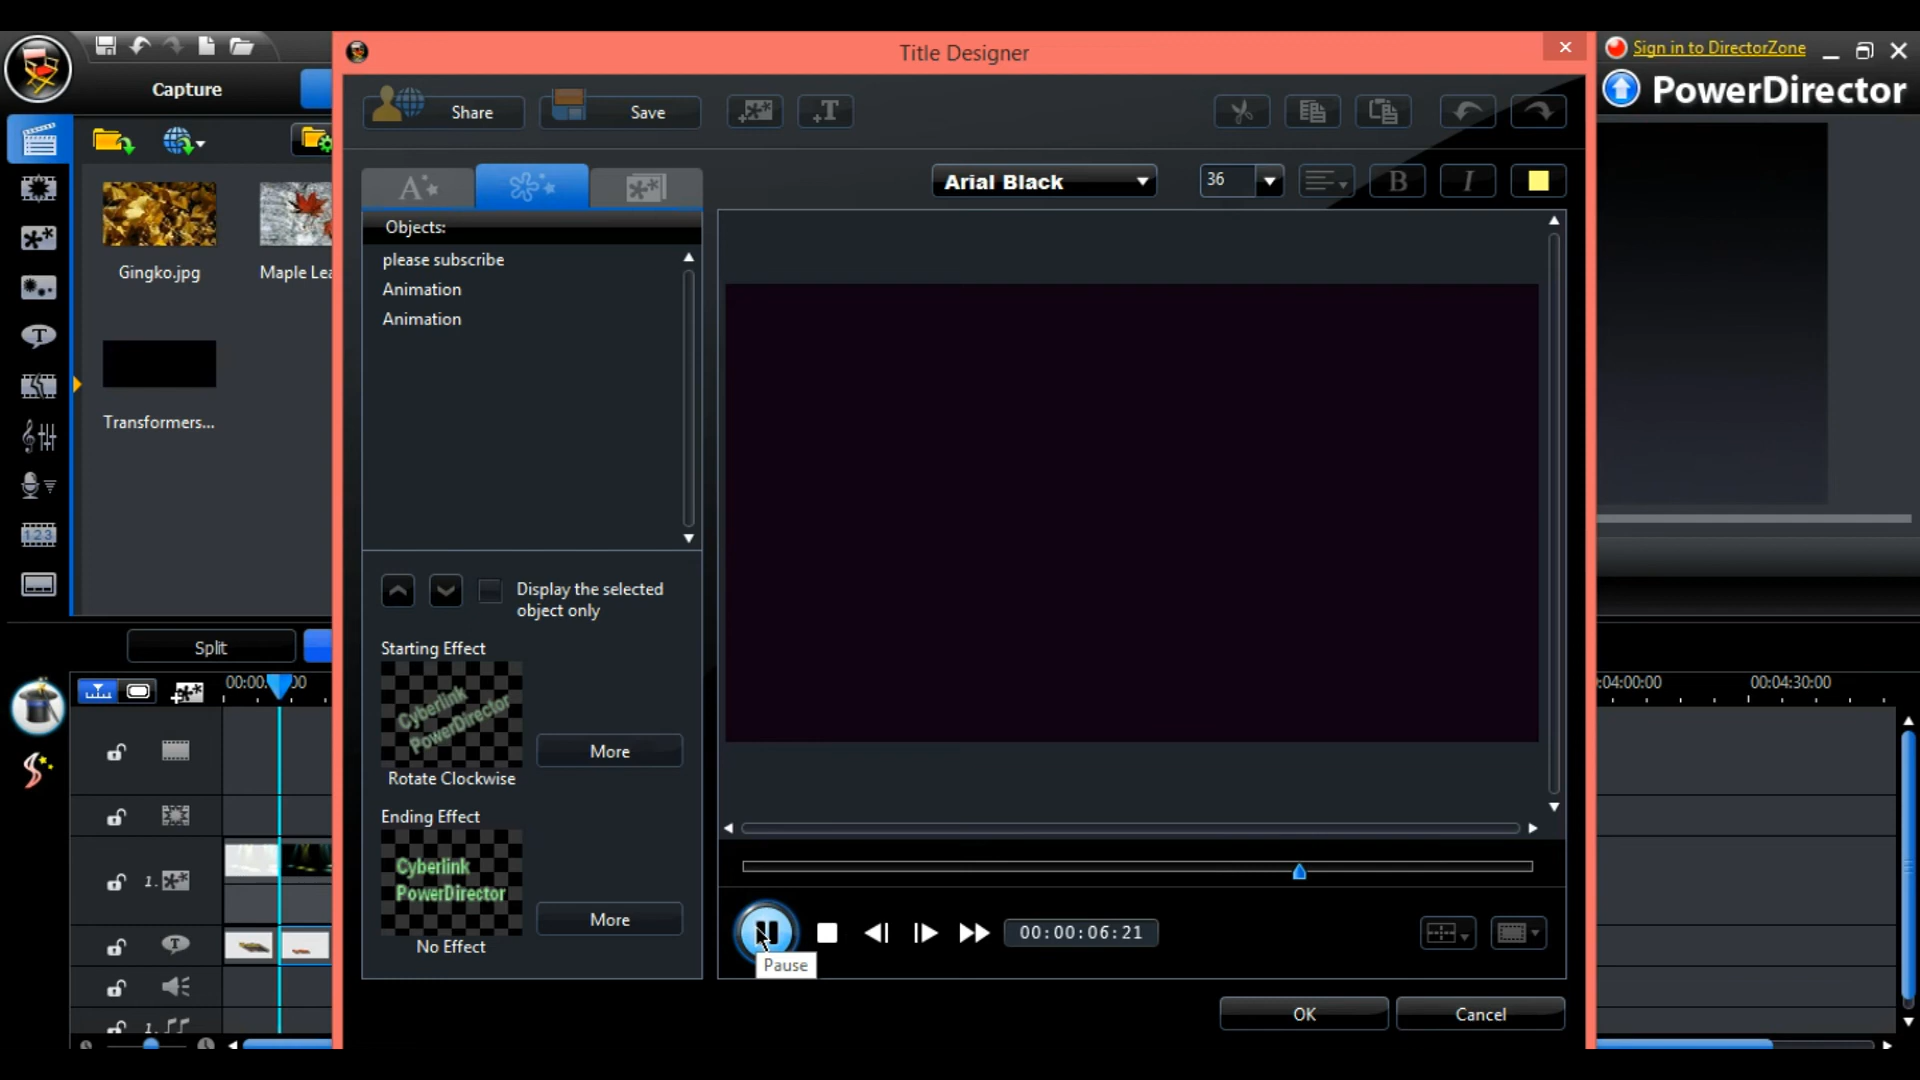 Title Designer
Sign in to DirectorZone
Capture
Share
Save
PowerDirector
Arial Black
36
B
I
Objects:
please subscribe
Animation
Animation
Gingko.jpg
Maple Lea
Transformers...
Display the selected
object only
Split
Starting Effect
Cyberlink
PowerDirector
More
Rotate Clockwise
Ending Effect
Cyberlink
PowerDirector
More
No Effect
00:00:06:21
Pause
OK
Cancel
:04:00:00
00:04:30:00
1.
1.
123